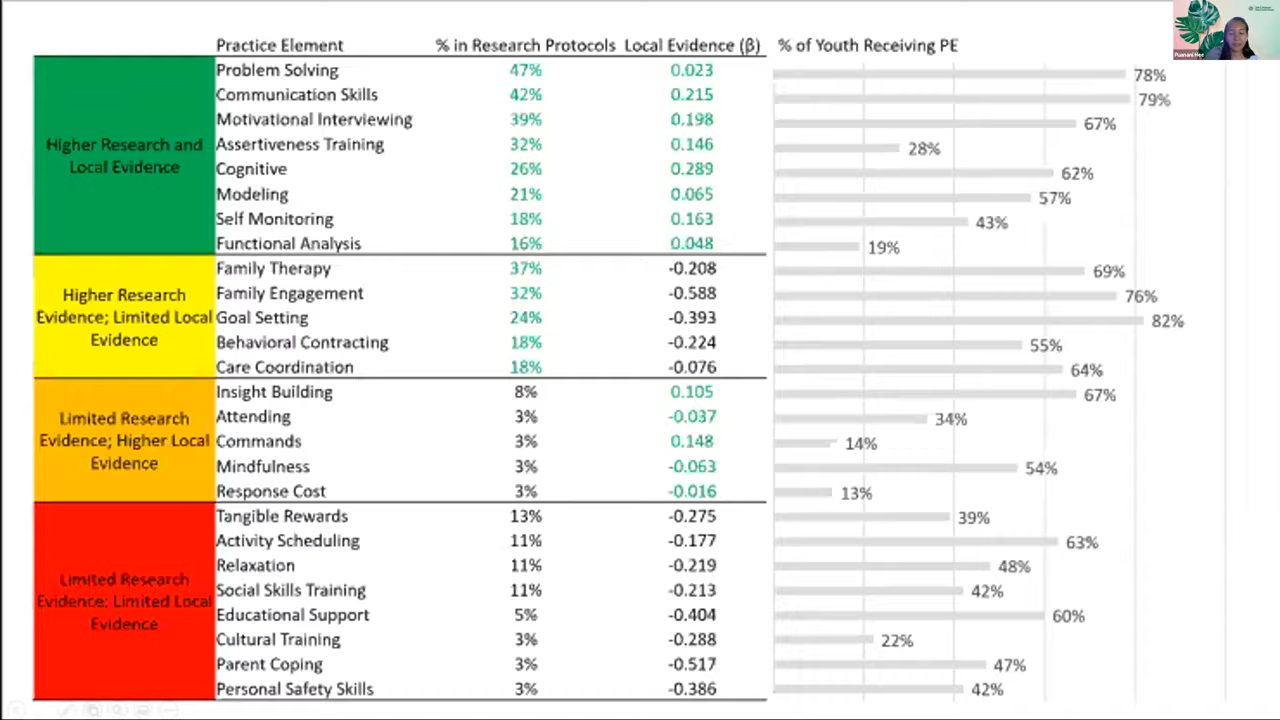 Practice Element % in Research Protocols Local Evidence (β) % of Youth Receiving PE
Higher Research and Local Evidence
Problem Solving 47% 0.023 78%
Communication Skills 42% 0.215 79%
Motivational Interviewing 39% 0.198 67%
Assertiveness Training 32% 0.146 28%
Cognitive 26% 0.289 62%
Modeling 21% 0.065 57%
Self Monitoring 18% 0.163 43%
Functional Analysis 16% 0.048 19%
Higher Research Evidence; Limited Local Evidence
Family Therapy 37% -0.208 69%
Family Engagement 32% -0.588 76%
Goal Setting 24% -0.393 82%
Behavioral Contracting 18% -0.224 55%
Care Coordination 18% -0.076 64%
Limited Research Evidence; Higher Local Evidence
Insight Building 8% 0.105 67%
Attending 3% -0.037 34%
Commands 3% 0.148 14%
Mindfulness 3% -0.063 54%
Response Cost 3% -0.016 13%
Limited Research Evidence; Limited Local Evidence
Tangible Rewards 13% -0.275 39%
Activity Scheduling 11% -0.177 63%
Relaxation 11% -0.219 48%
Social Skills Training 11% -0.213 42%
Educational Support 5% -0.404 60%
Cultural Training 3% -0.288 22%
Parent Coping 3% -0.517 47%
Personal Safety Skills 3% -0.386 42%